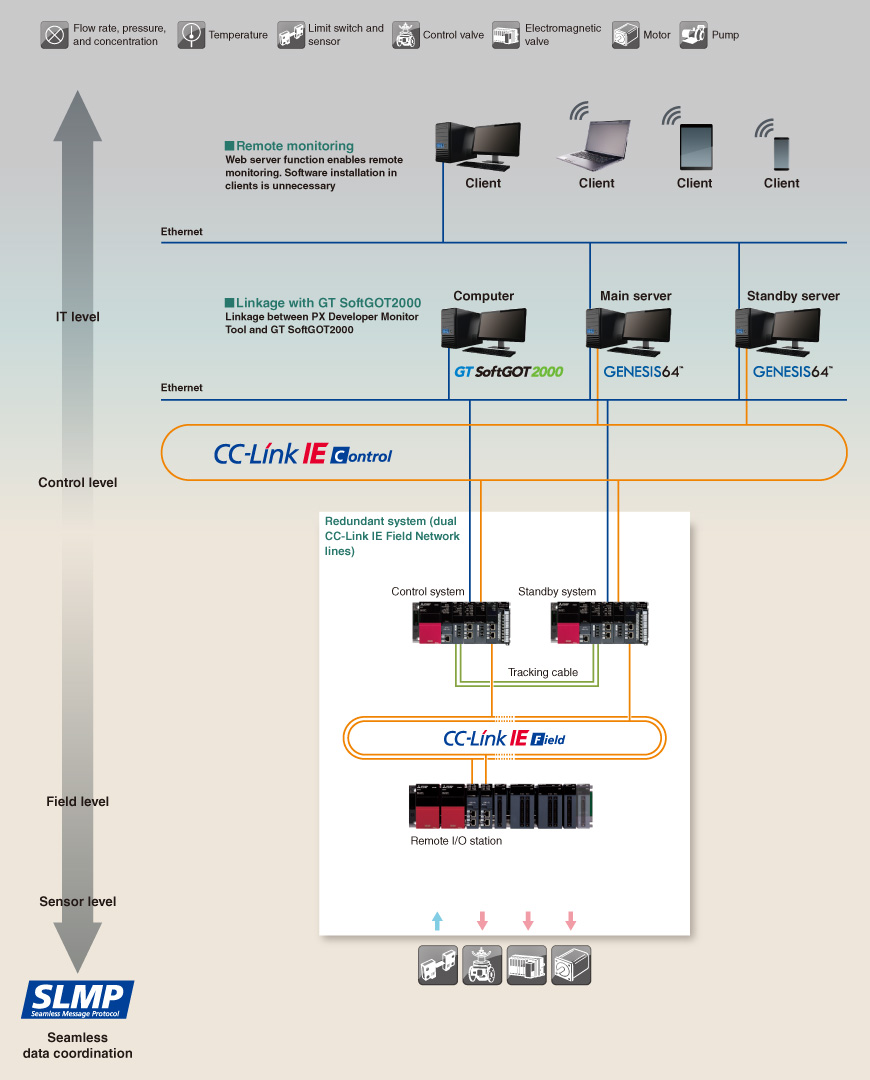 Flow rate, pressure,
and concentration
Temperature
Limit switch and
sensor
Control valve
Electromagnetic
valve
Motor
Pump
Remote monitoring
Web server function enables remote
monitoring. Software installation in
clients is unnecessary
Client
Client
Client
Client
Ethernet
IT level
Linkage with GT SoftGOT2000
Linkage between PX Developer Monitor
Tool and GT SoftGOT2000
Computer
Main server
Standby server
GT SoftGOT2000
GENESIS64™
GENESIS64™
Ethernet
CC-Link IE Control
Control level
Redundant system (dual
CC-Link IE Field Network
lines)
Control system
Standby system
Tracking cable
CC-Link IE Field
Field level
Remote I/O station
Sensor level
SLMP
Seamless Message Protocol
Seamless
data coordination